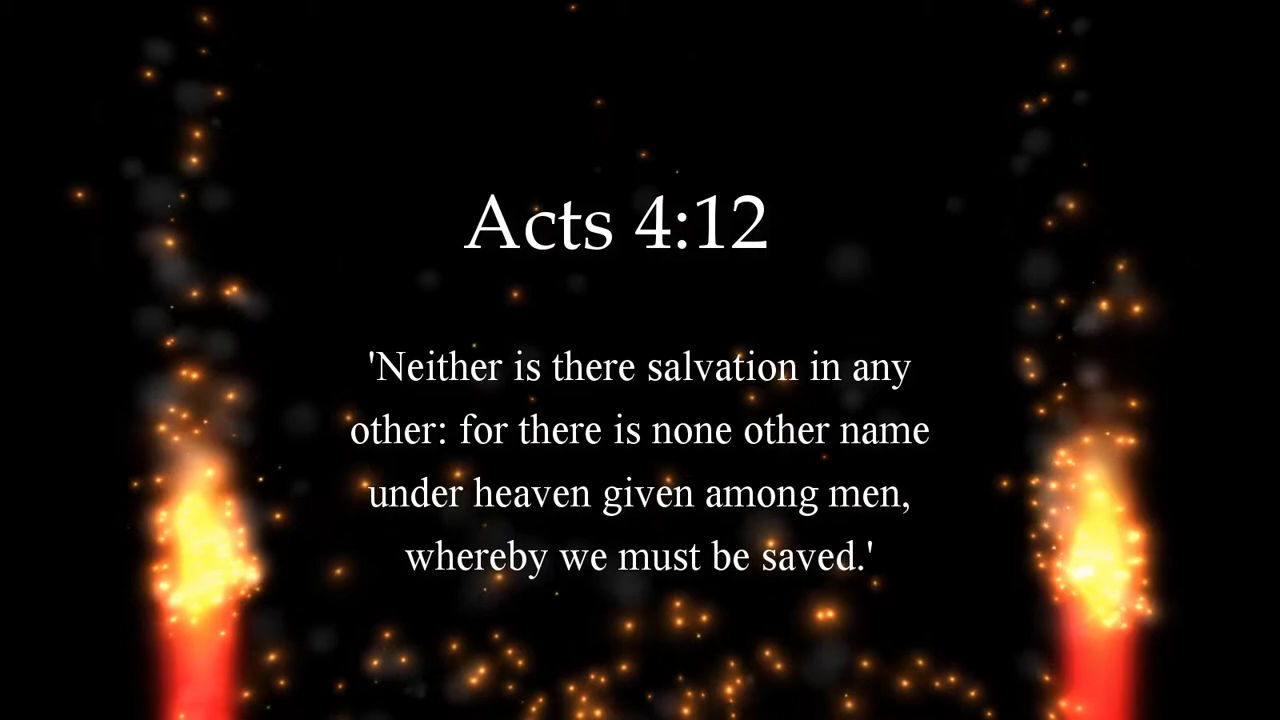 Acts 4:12
'Neither is there salvation in any
other: for there is none other name
under heaven given among men,
whereby we must be saved.'